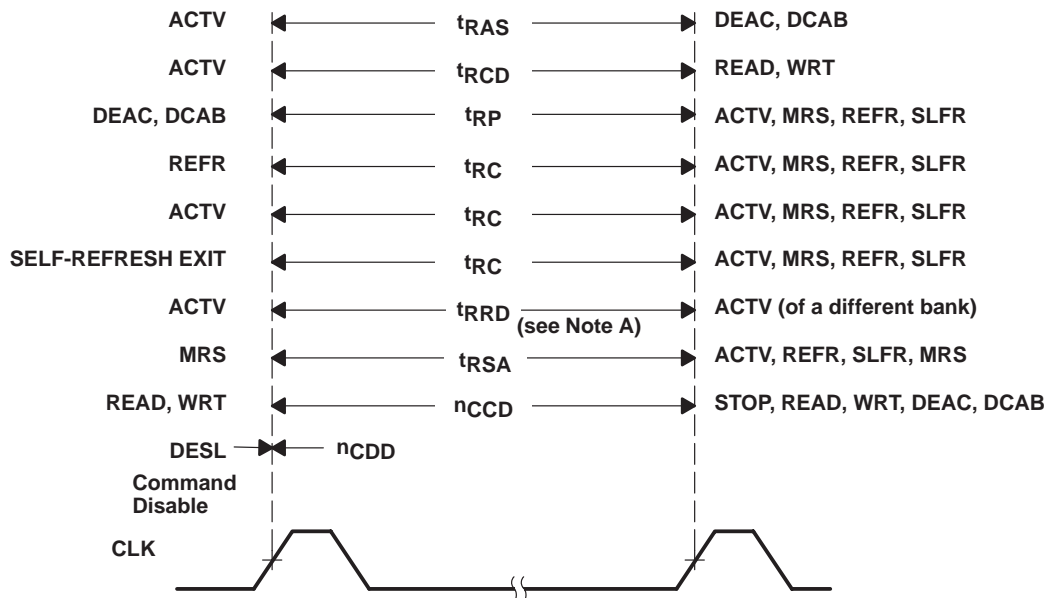 ACTV tRAS DEAC, DCAB
ACTV tRCD READ, WRT
DEAC, DCAB tRP ACTV, MRS, REFR, SLFR
REFR tRC ACTV, MRS, REFR, SLFR
ACTV tRC ACTV, MRS, REFR, SLFR
SELF-REFRESH EXIT tRC ACTV, MRS, REFR, SLFR
ACTV tRRD (see Note A) ACTV (of a different bank)
MRS tRSA ACTV, REFR, SLFR, MRS
READ, WRT nCCD STOP, READ, WRT, DEAC, DCAB
DESL nCDD
Command
Disable
CLK